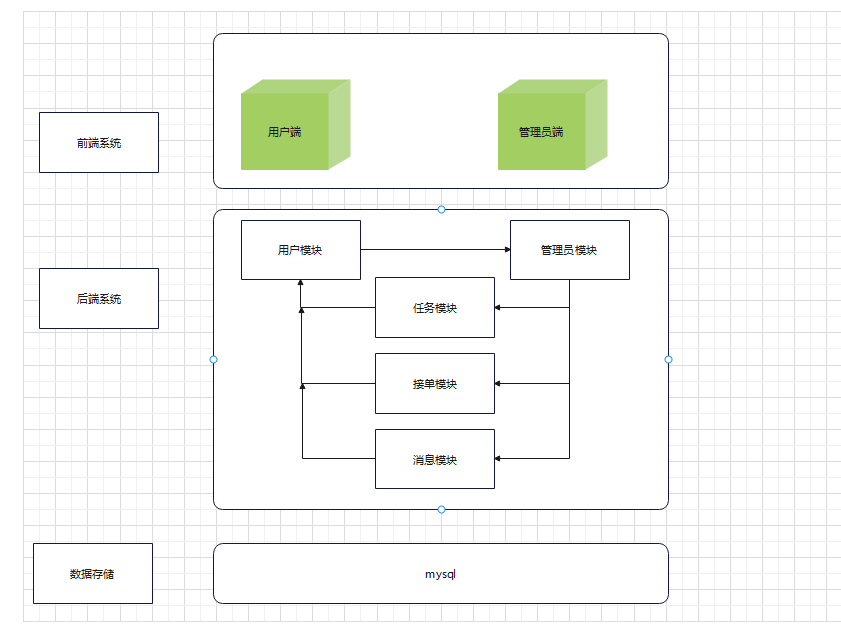 用户端
管理员端
前端系统
用户模块
管理员模块
后端系统
任务模块
接单模块
消息模块
数据存储
mysql